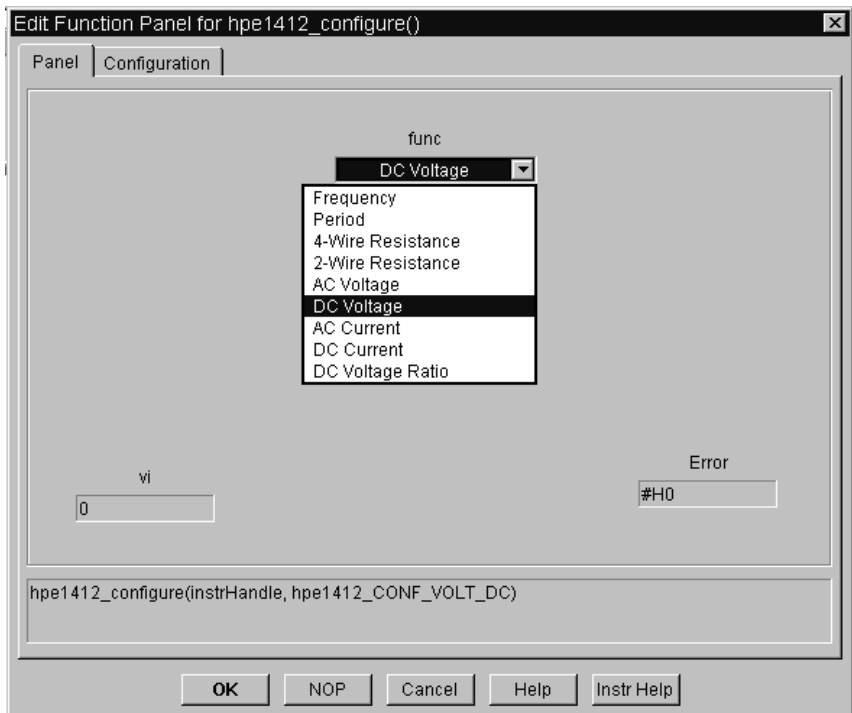 Edit Function Panel for hpe1412_configure()
Panel Configuration
func
DC Voltage
Frequency
Period
4-Wire Resistance
2-Wire Resistance
AC Voltage
DC Voltage
AC Current
DC Current
DC Voltage Ratio
vi
Error
0
#H0
hpe1412_configure(instrHandle, hpe1412_CONF_VOLT_DC)
OK NOP Cancel Help Instr Help